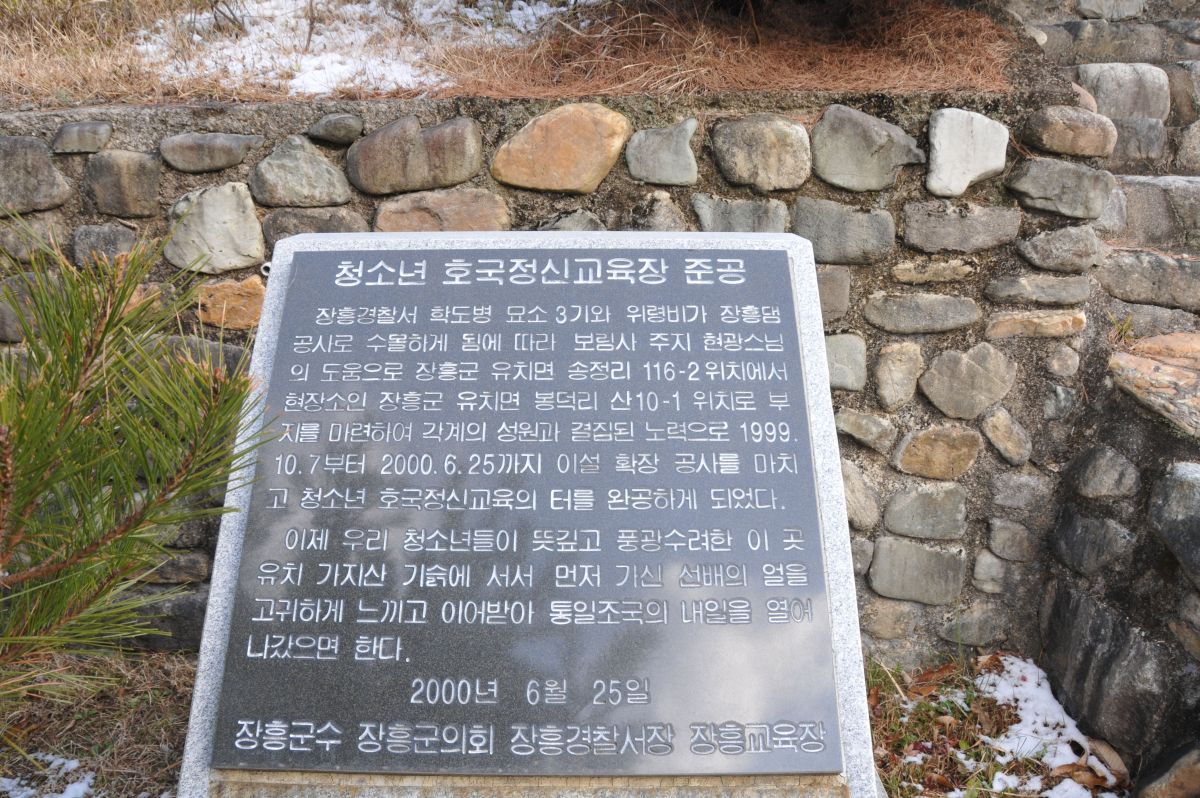 청소년 호국정신교육장 준공
장흥경찰서 학도병 묘소 3기와 위령비가 장흥댐
공사로 수몰하게 됨에 따라 보림사 주지 현광스님
의 도움으로 장흥군 유치면 송정리 116-2 위치에서
현장소인 장흥군 유치면 봉덕리 산10-1 위치로 부
지를 마련하여 각계의 성원과 결집된 노력으로 1999.
10.7부터 2000.6.25까지 이설 확장 공사를 마치
고 청소년 호국정신교육의 터를 완공하게 되었다.
이제 우리 청소년들이 뜻깊고 풍광수려한 이 곳
유치 가지산 기슭에 서서 먼저 가신 선배의 얼을
고귀하게 느끼고 이어받아 통일조국의 내일을 열어
나갔으면 한다.
2000년 6월 25일
장흥군수 장흥군의회 장흥경찰서장 장흥교육장